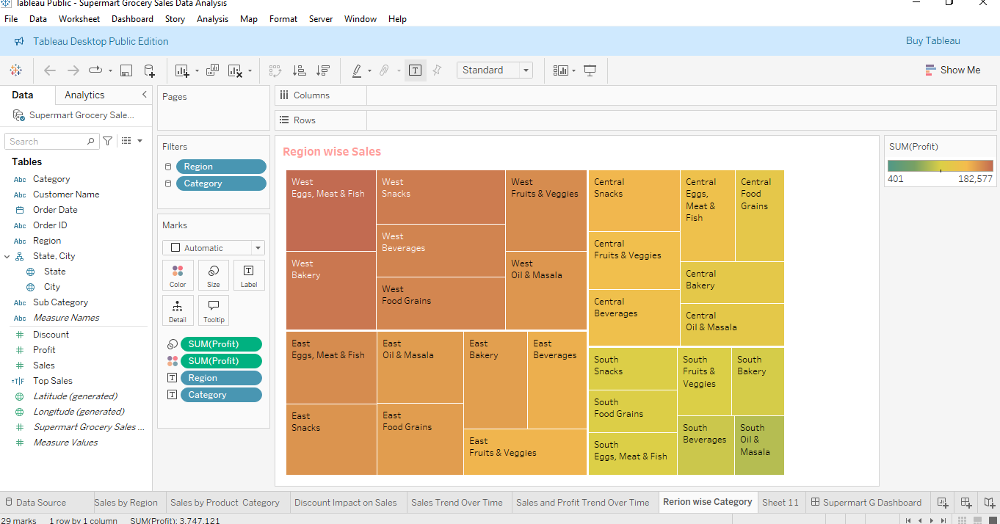 Tableau Public - Supermart Grocery Sales Data Analysis
File Data Worksheet Dashboard Story Analysis Map Format Server Window Help
Tableau Desktop Public Edition
Buy Tableau
Standard
Show Me
Data
Analytics
Supermart Grocery Sale...
Search
Tables
Abc Category
Abc Customer Name
Order Date
Abc Order ID
Abc Region
State, City
State
City
Abc Sub Category
Abc Measure Names
# Discount
# Profit
# Sales
=T|F Top Sales
Latitude (generated)
Longitude (generated)
# Supermart Grocery Sales ...
# Measure Values
Pages
Filters
Region
Category
Marks
Automatic
Color
Size
T
Label
Detail
Tooltip
SUM(Profit)
SUM(Profit)
T Region
T Category
Columns
Rows
Region wise Sales
West
Eggs, Meat & Fish
West
Bakery
West
Snacks
West
Beverages
West
Food Grains
West
Fruits & Veggies
West
Oil & Masala
East
Eggs, Meat & Fish
East
Snacks
East
Oil & Masala
East
Food Grains
East
Bakery
East
Beverages
East
Fruits & Veggies
Central
Snacks
Central
Fruits & Veggies
Central
Beverages
Central
Eggs,
Meat &
Fish
Central
Food
Grains
Central
Bakery
Central
Oil & Masala
South
Snacks
South
Food Grains
South
Eggs, Meat & Fish
South
Fruits &
Veggies
South
Bakery
South
Beverages
South
Oil &
Masala
SUM(Profit)
401 182,577
Data Source
Sales by Region
Sales by Product Category
Discount Impact on Sales
Sales Trend Over Time
Sales and Profit Trend Over Time
Rerion wise Category
Sheet 11
Supermart G Dashboard
29 marks 1 row by 1 column SUM(Profit): 3,747,121